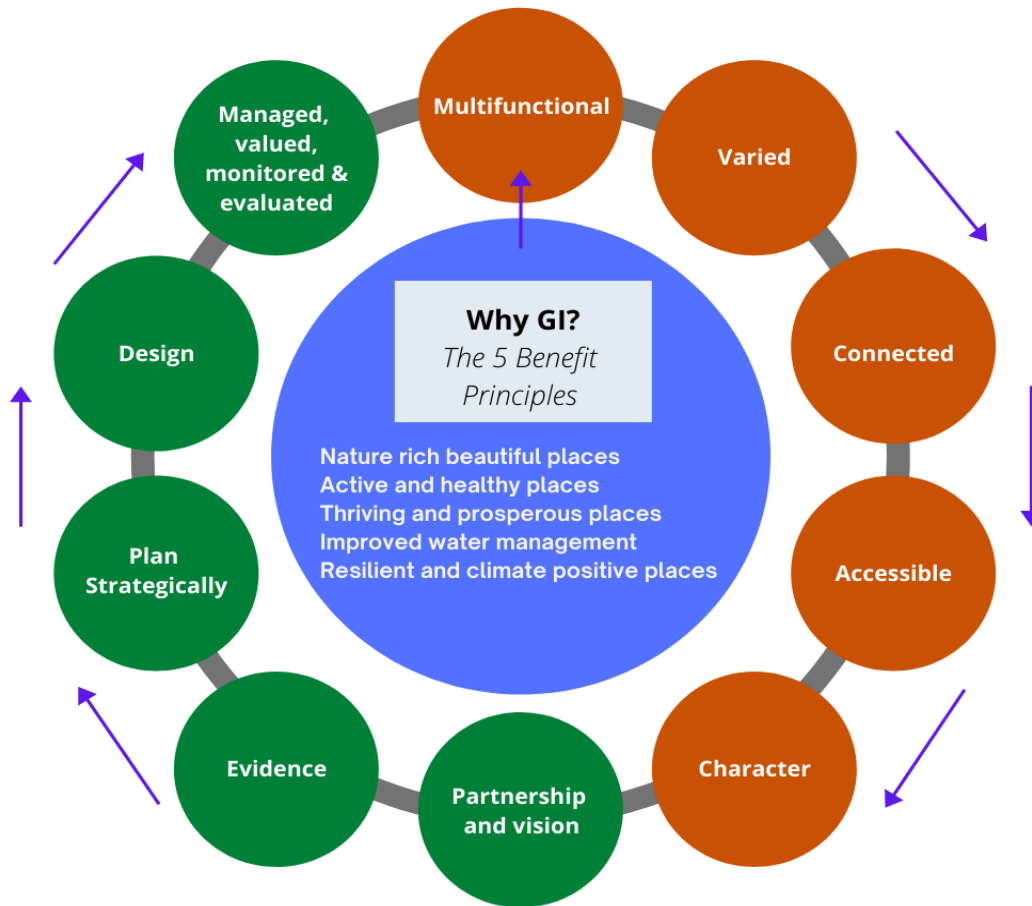 Multifunctional
Varied
Connected
Accessible
Character
Partnership
and vision
Evidence
Plan
Strategically
Design
Managed,
valued,
monitored &
evaluated
Why GI?
The 5 Benefit
Principles
Nature rich beautiful places
Active and healthy places
Thriving and prosperous places
Improved water management
Resilient and climate positive places